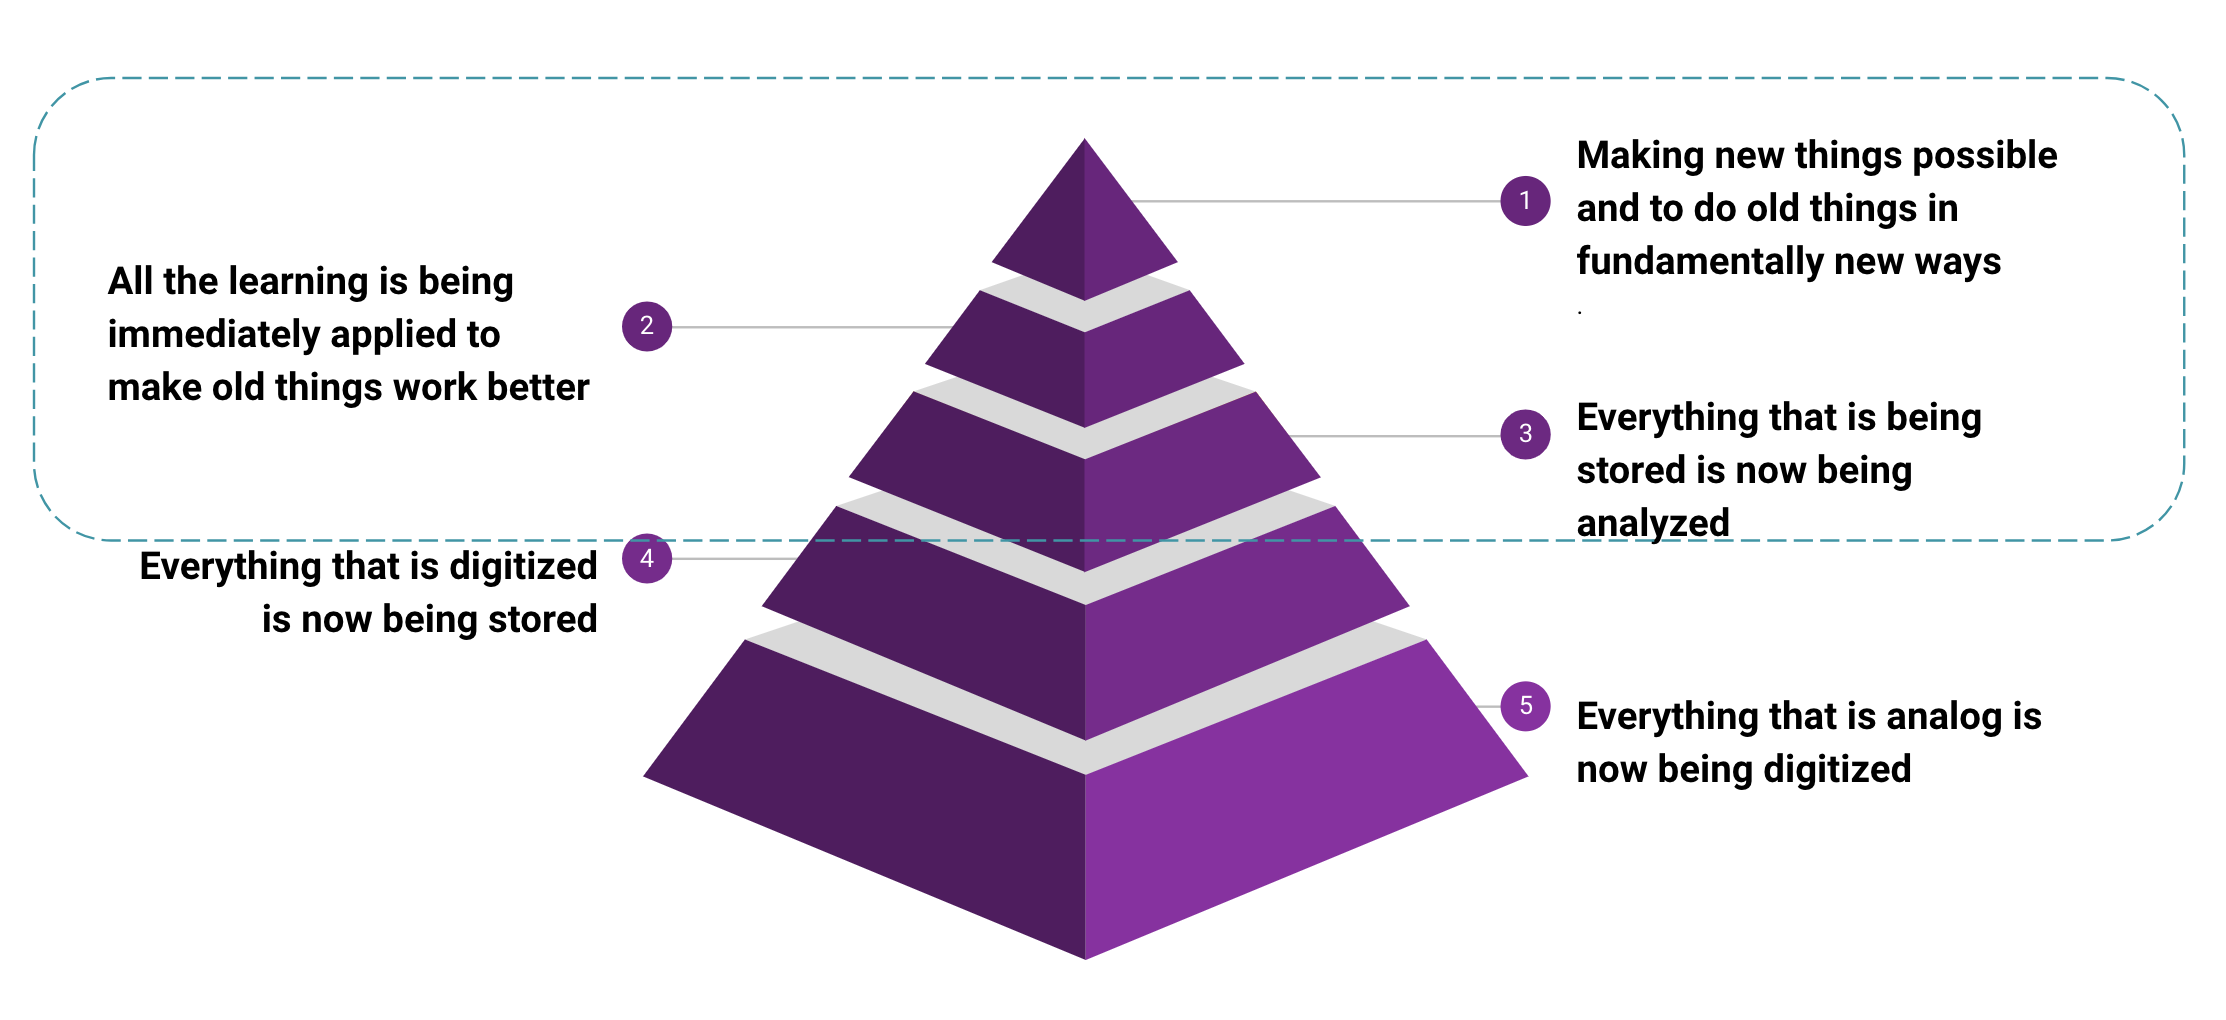 1
Making new things possible
and to do old things in
fundamentally new ways
.
All the learning is being
immediately applied to
make old things work better
2
3
Everything that is being
stored is now being
analyzed
Everything that is digitized
is now being stored
4
5
Everything that is analog is
now being digitized